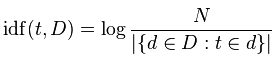 idf(t, D) = log N / |{d ∈ D : t ∈ d}|